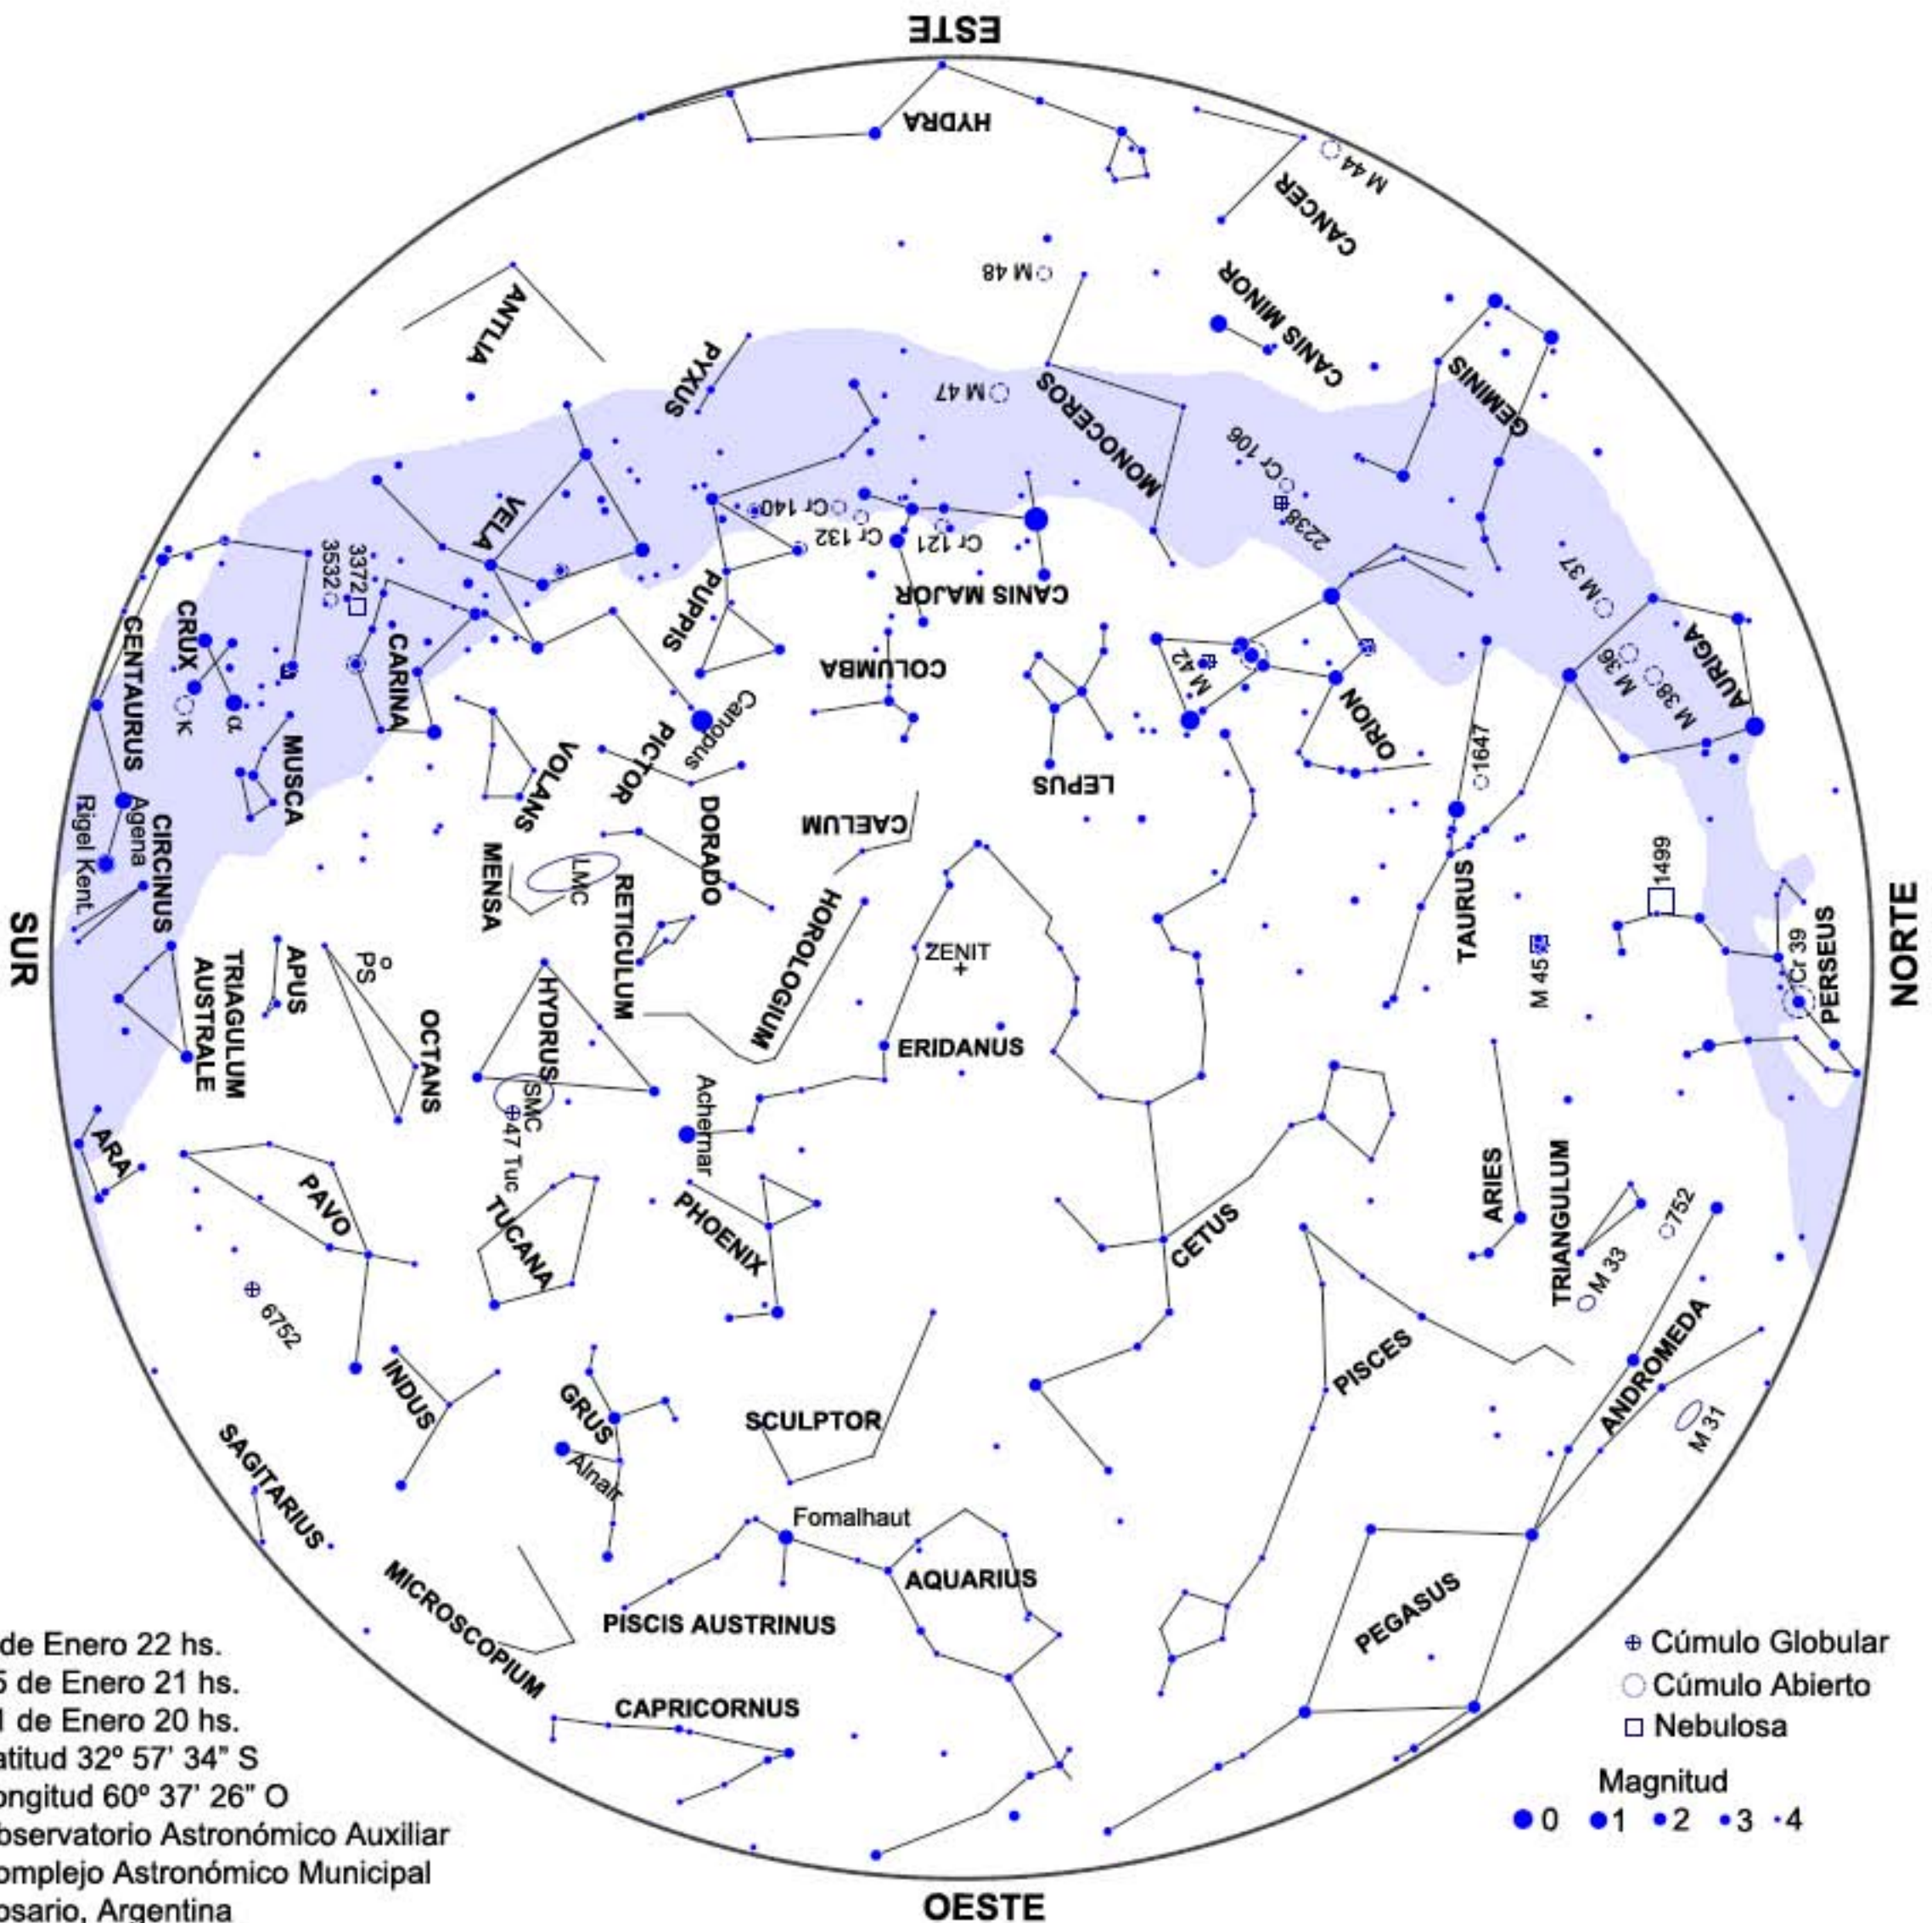 ESTE
HYDRA
M 44
CANCER
M 48
CANIS MINOR
ANTLIA
PYXUS
M 47
MONOCEROS
GEMINIS
Cr 106
2238
VELA
Cr 140
Cr 132
Cr 121
CANIS MAJOR
PUPPIS
3532
3372
CRUX
CENTAURUS
κ
α
CARINA
MUSCA
COLUMBA
M 42
ORION
M 37
M 36
M 38
AURIGA
Canopus
PICTOR
VOLANS
LEPUS
1647
Rigel Kent.
Agena
CIRCINUS
MENSA
LMC
RETICULUM
DORADO
CAELUM
HOROLOGIUM
TAURUS
1499
M 45
Cr 39
PERSEUS
SUR
NORTE
TRIAGULUM
AUSTRALE
APUS
PS
OCTANS
HYDRUS
SMC
47 Tuc
ZENIT
ERIDANUS
Achernar
ARA
PAVO
6752
TUCANA
PHOENIX
CETUS
ARIES
TRIANGULUM
752
M 33
PISCES
ANDROMEDA
M 31
INDUS
GRUS
Alnair
SCULPTOR
SAGITARIUS
Fomalhaut
AQUARIUS
PISCIS AUSTRINUS
MICROSCOPIUM
CAPRICORNUS
PEGASUS
OESTE
de Enero 22 hs.
5 de Enero 21 hs.
de Enero 20 hs.
atitud 32º 57’ 34” S
ongitud 60º 37’ 26” O
bservatorio Astronómico Auxiliar
omplejo Astronómico Municipal
osario, Argentina
Cúmulo Globular
Cúmulo Abierto
Nebulosa
Magnitud
0 1 2 3 4